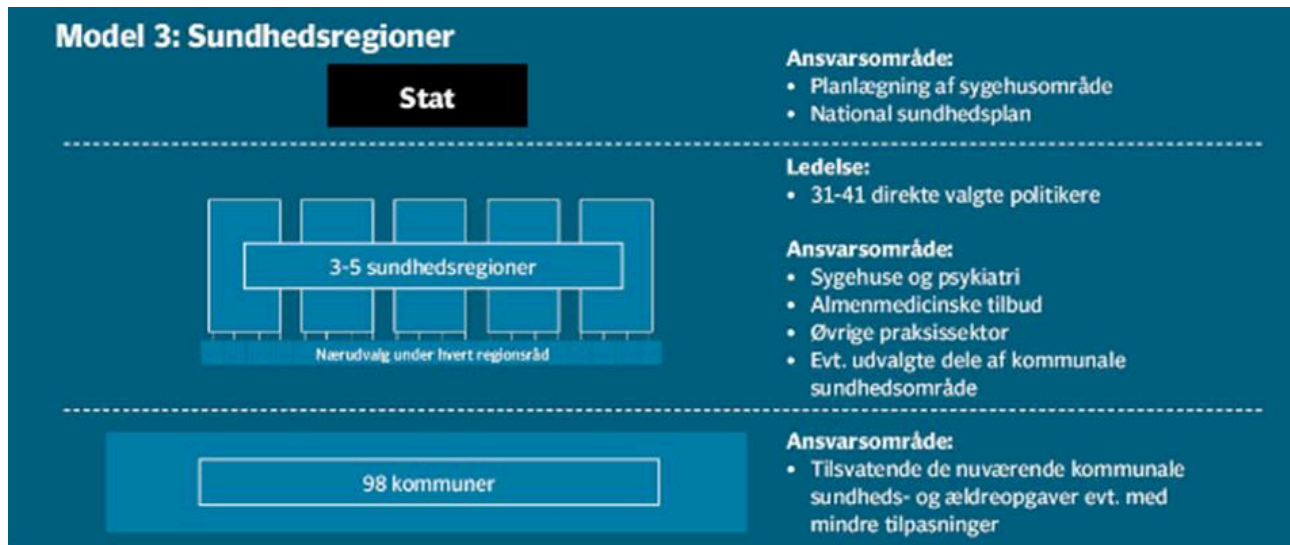 Model 3: Sundhedsregioner
Stat
Ansvarsområde:
• Planlægning af sygehusområde
• National sundhedsplan
3-5 sundhedsregioner
Nærudvalg under hvert regionsråd
Ledelse:
• 31-41 direkte valgte politikere
Ansvarsområde:
• Sygehuse og psykiatri
• Almenmedicinske tilbud
• Øvrige praksissektor
• Evt. udvalgte dele af kommunale
sundhedsområde
98 kommuner
Ansvarsområde:
• Tilsvatende de nuværende kommunale
sundheds- og ældreopgaver evt. med
mindre tilpasninger